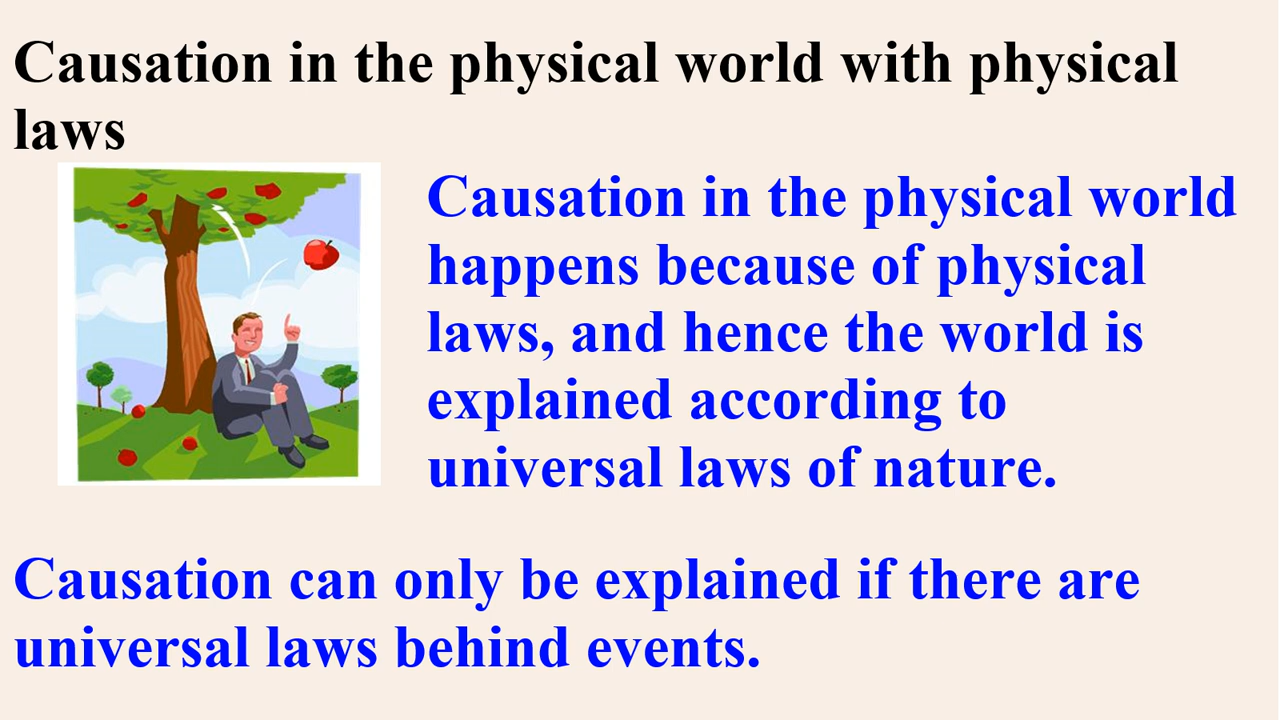 Causation in the physical world with physical
laws
Causation in the physical world
happens because of physical
laws, and hence the world is
explained according to
universal laws of nature.
Causation can only be explained if there are
universal laws behind events.